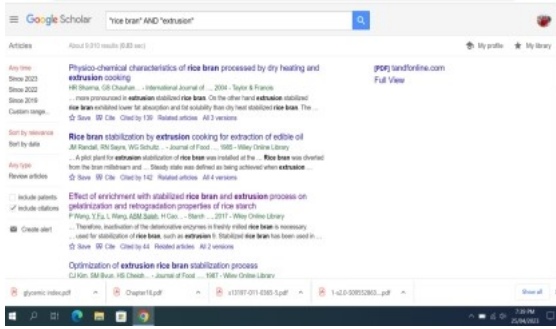 Google Scholar
"rice bran" AND "extrusion"
Articles
About 9,910 results (0.83 sec)
My profile
My library
Any time
Since 2023
Since 2022
Since 2019
Custom range...
Sort by relevance
Sort by date
Any type
Review articles
include patents
include citations
Create alert
Physico-chemical characteristics of rice bran processed by dry heating and
extrusion cooking
HR Sharma, GS Chauhan... - International Journal of ..., 2004 - Taylor & Francis
... more pronounced in extrusion stabilized rice bran. On the other hand extrusion stabilized
rice bran exhibited lower fat absorption and fat solubility than dry heat stabilized rice bran. The ...
Save Cite Cited by 139 Related articles All 3 versions
[PDF] tandfonline.com
Full View
Rice bran stabilization by extrusion cooking for extraction of edible oil
JM Randall, RN Sayre, WG Schultz... - Journal of Food ..., 1985 - Wiley Online Library
... A pilot plant for extrusion stabilization of rice bran was installed at the ... Rice bran was diverted
from the bran millstream and ... Steady state was defined as being achieved when extrusion ...
Save Cite Cited by 142 Related articles All 4 versions
Effect of enrichment with stabilized rice bran and extrusion process on
gelatinization and retrogradation properties of rice starch
P Wang, Y Fu, L Wang, ASM Saleh, H Cao... - Starch ..., 2017 - Wiley Online Library
... Therefore, inactivation of the deteriorative enzymes in freshly milled rice bran is necessary
... used for stabilization of rice bran, such as extrusion Stabilized rice bran has been used in ...
Save Cite Cited by 44 Related articles All 2 versions
Optimization of extrusion rice bran stabilization process
CJ Kim, SM Byun, HS Cheigh... - Journal of Food ..., 1987 - Wiley Online Library
glycemic index.pdf
Chapter18.pdf
Show all
7:39 PM
25/04/2023